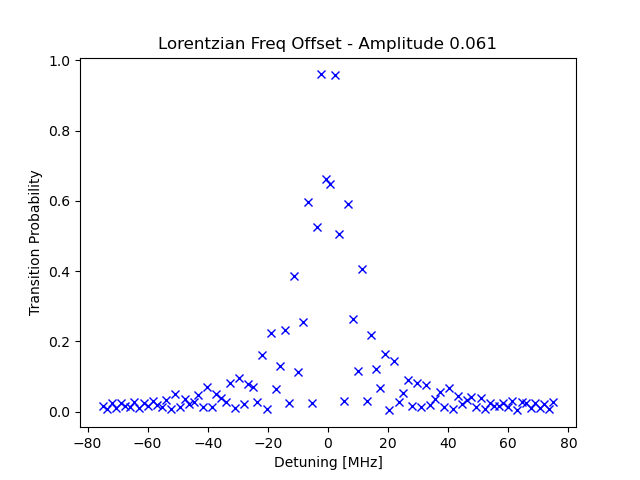 Lorentzian Freq Offset - Amplitude 0.061
1.0
0.8
0.6
0.4
0.2
0.0
Transition Probability
−80 −60 −40 −20 0 20 40 60 80
Detuning [MHz]